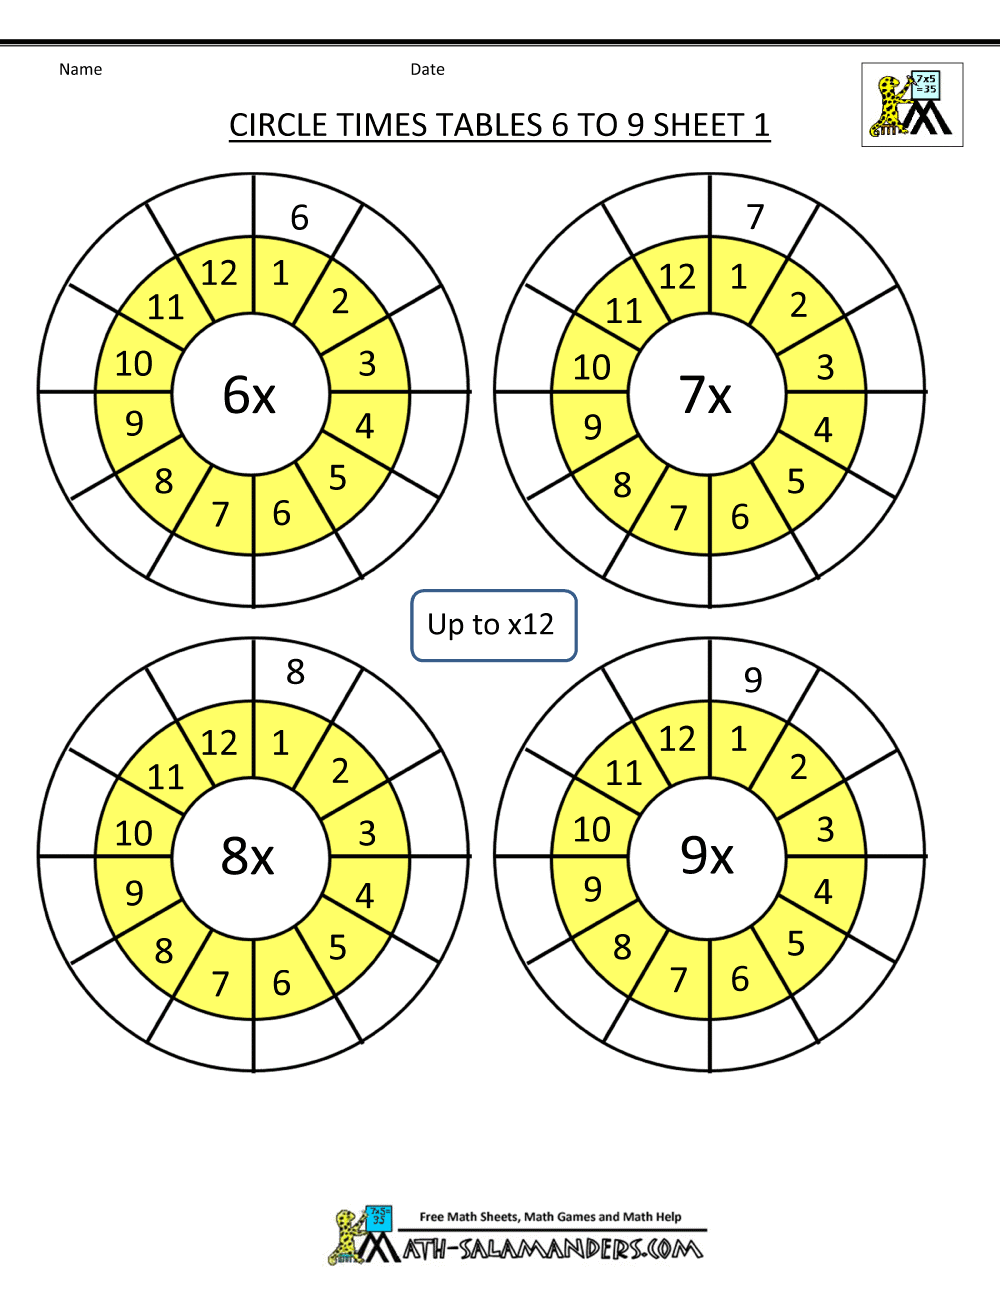 Name Date
7x5
=35
CIRCLE TIMES TABLES 6 TO 9 SHEET 1
6
12 1
11 2
10 3
6x
9 4
8 5
7 6
7
12 1
11 2
10 3
7x
9 4
8 5
7 6
Up to x12
8
12 1
11 2
10 3
8x
9 4
8 5
7 6
9
12 1
11 2
10 3
9x
9 4
8 5
7 6
7x5=
35
Free Math Sheets, Math Games and Math Help
MATH-SALAMANDERS.COM